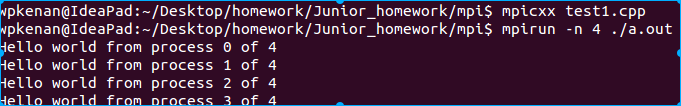 wpkenan@IdeaPad:~/Desktop/homework/Junior_homework/mpi$ mpicxx test1.cpp
wpkenan@IdeaPad:~/Desktop/homework/Junior_homework/mpi$ mpirun -n 4 ./a.out
Hello world from process 0 of 4
Hello world from process 1 of 4
Hello world from process 2 of 4
Hello world from process 3 of 4